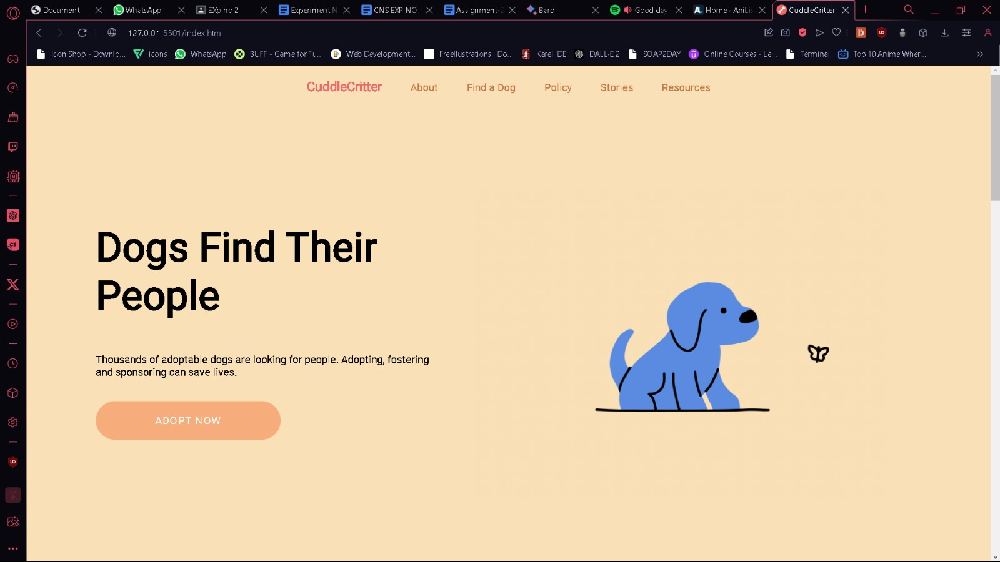 Document
WhatsApp
EXp no 2
Experiment N
CNS EXP NO
Assignment-2
Bard
Good day
Home · AniLis
CuddleCritter
127.0.0.1:5501/index.html
Icon Shop - Downlo...
icons
WhatsApp
BUFF - Game for Fu...
Web Development...
FreeIlustrations | Do...
Karel IDE
DALL·E 2
SOAP2DAY
Online Courses - Le...
Terminal
Top 10 Anime Wher...
CuddleCritter
About
Find a Dog
Policy
Stories
Resources
Dogs Find Their
People
Thousands of adoptable dogs are looking for people. Adopting, fostering
and sponsoring can save lives.
ADOPT NOW